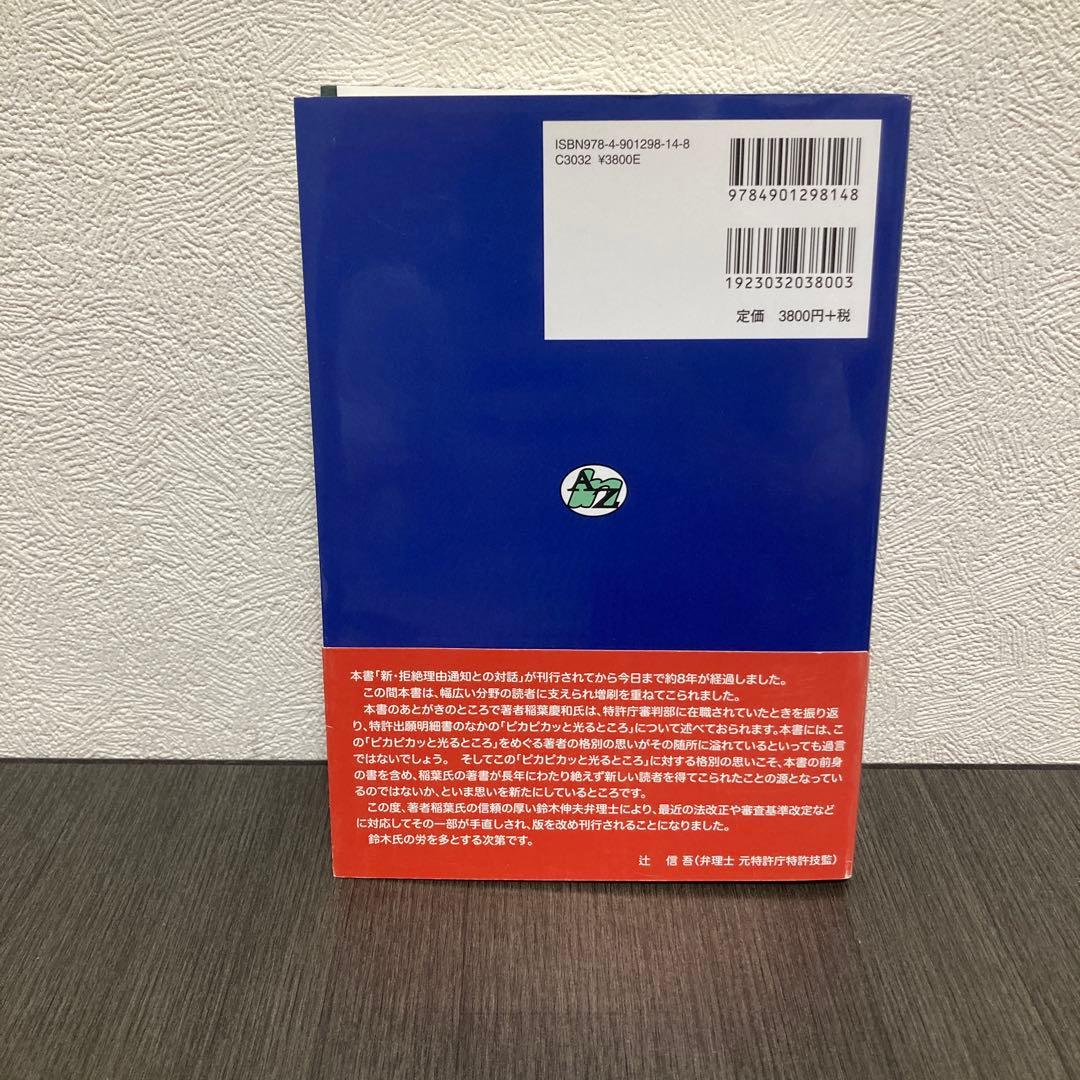 ISBN978-4-901298-14-8
C3032 ¥3800E
9784901298148
1923032038003
定価　3800円+税
A Z
本書「新・拒絶理由通知との対話」が刊行されてから今日まで約8年が経過しました。
この間本書は、幅広い分野の読者に支えられ増刷を重ねてこられました。
本書のあとがきのところで著者稲葉慶和氏は、特許庁審判部に在職されていたときを振り返
り、特許出願明細書のなかの「ピカピカッと光るところ」について述べておられます。本書には、こ
の「ピカピカッと光るところ」をめぐる著者の格別の思いがその随所に溢れているといっても過言
ではないでしょう。　そしてこの「ピカピカッと光るところ」に対する格別の思いこそ、本書の前身
の書を含め、稲葉氏の著書が長年にわたり絶えず新しい読者を得てこられたことの源となってい
るのではないか、といま思いを新たにしているところです。
この度、著者稲葉氏の信頼の厚い鈴木伸夫弁理士により、最近の法改正や審査基準改定など
に対応してその一部が手直しされ、版を改め刊行されることになりました。
鈴木氏の労を多とする次第です。
辻　信吾(弁理士 元特許庁特許技監)